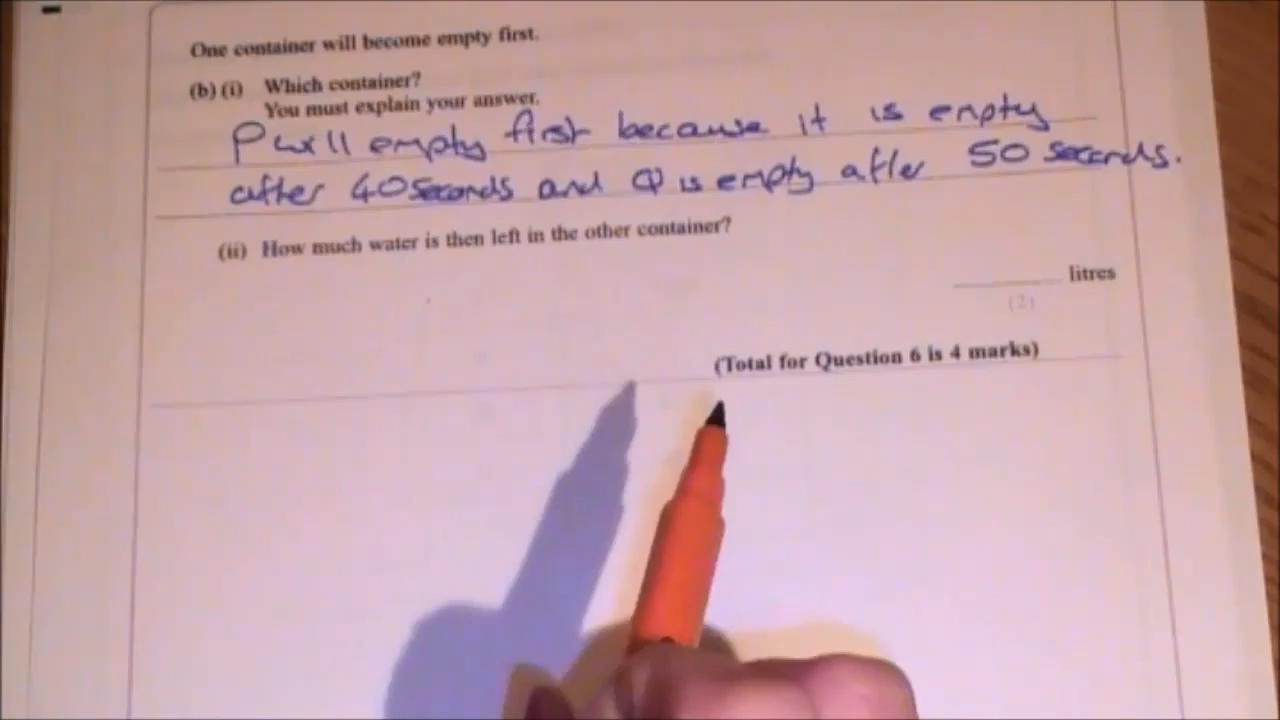 One container will become empty first.
(b) (i) Which container?
You must explain your answer.
P will empty first because it is empty
after 40 seconds and Q is empty after 50 seconds.
(ii) How much water is then left in the other container?
litres
(2)
(Total for Question 6 is 4 marks)